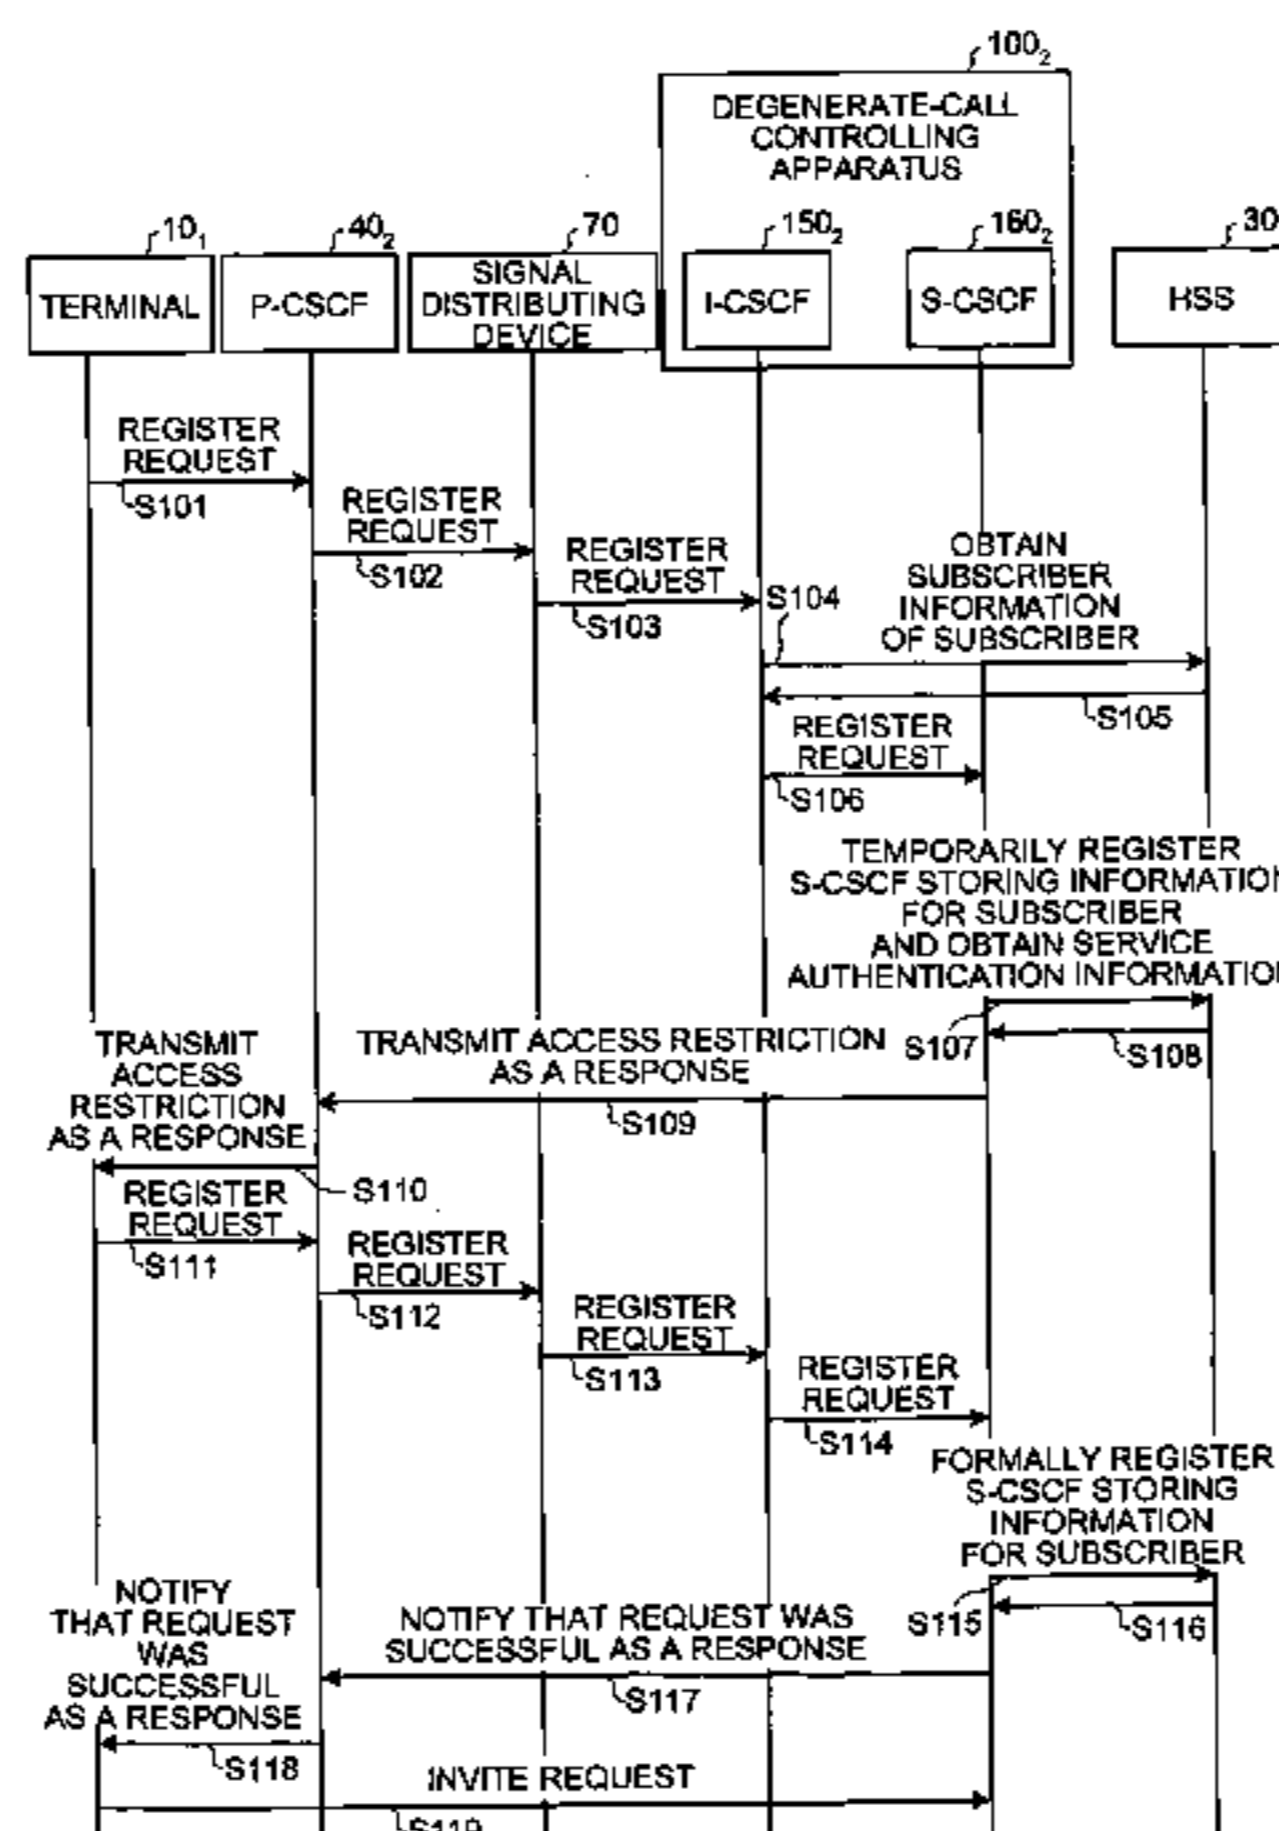 100₂
DEGENERATE-CALL
CONTROLLING
APPARATUS
10₁
40₂
70
150₂
160₂
30
TERMINAL
P-CSCF
SIGNAL
DISTRIBUTING
DEVICE
I-CSCF
S-CSCF
HSS
REGISTER
REQUEST
S101
REGISTER
REQUEST
S102
REGISTER
REQUEST
S103
S104
OBTAIN
SUBSCRIBER
INFORMATION
OF SUBSCRIBER
S105
REGISTER
REQUEST
S106
TEMPORARILY REGISTER
S-CSCF STORING INFORMATION
FOR SUBSCRIBER
AND OBTAIN SERVICE
AUTHENTICATION INFORMATION
S107
S108
TRANSMIT ACCESS RESTRICTION
AS A RESPONSE
S109
TRANSMIT
ACCESS
RESTRICTION
AS A RESPONSE
S110
REGISTER
REQUEST
S111
REGISTER
REQUEST
S112
REGISTER
REQUEST
S113
REGISTER
REQUEST
S114
FORMALLY REGISTER
S-CSCF STORING
INFORMATION
FOR SUBSCRIBER
S115
S116
NOTIFY THAT REQUEST WAS
SUCCESSFUL AS A RESPONSE
S117
NOTIFY
THAT REQUEST
WAS
SUCCESSFUL
AS A RESPONSE
S118
INVITE REQUEST
S119